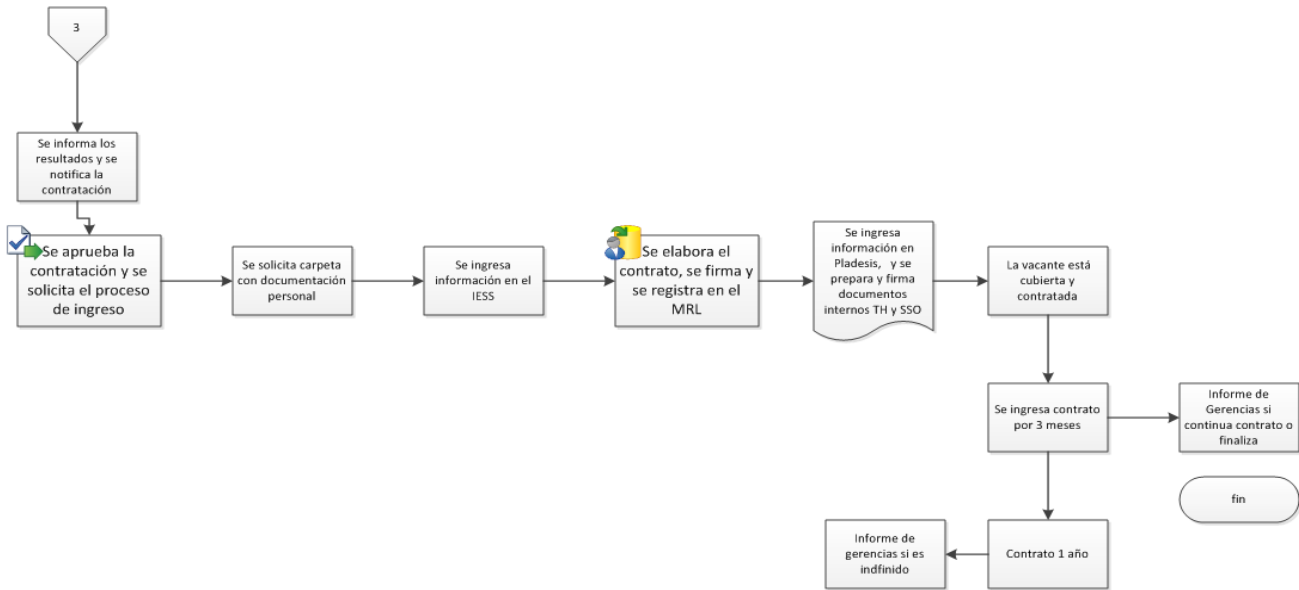 3
Se informa los
resultados y se
notifica la
contratación
Se aprueba la
contratación y se
solicita el proceso
de ingreso
Se solicita carpeta
con documentación
personal
Se ingresa
información en el
IESS
Se elabora el
contrato, se firma y
se registra en el
MRL
Se ingresa
información en
Pladesis, y se
prepara y firma
documentos
internos TH y SSO
La vacante está
cubierta y
contratada
Se ingresa contrato
por 3 meses
Informe de
Gerencias si
continua contrato o
finaliza
fin
Contrato 1 año
Informe de
gerencias si es
indfinido